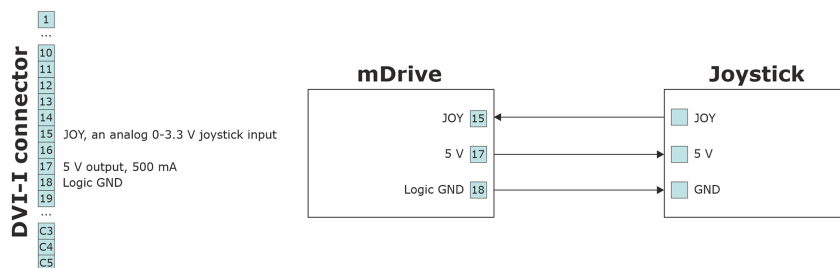 DVI-I connector
1
...
10
11
12
13
14
15 JOY, an analog 0-3.3 V joystick input
16
17 5 V output, 500 mA
18 Logic GND
19
...
C3
C4
C5
mDrive
JOY 15
5 V 17
Logic GND 18
Joystick
JOY
5 V
GND